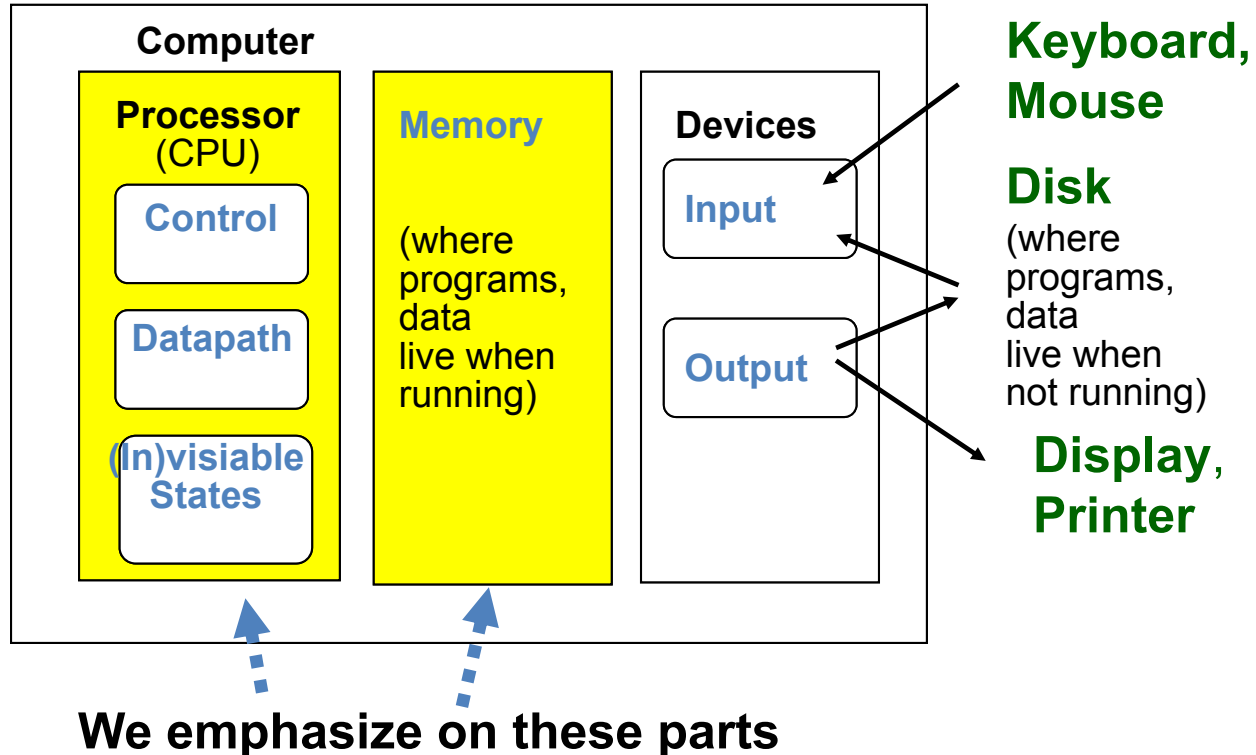 Computer
Processor
(CPU)
Control
Datapath
(In)visiable
States
Memory
(where
programs,
data
live when
running)
Devices
Input
Output
Keyboard,
Mouse
Disk
(where
programs,
data
live when
not running)
Display,
Printer
We emphasize on these parts